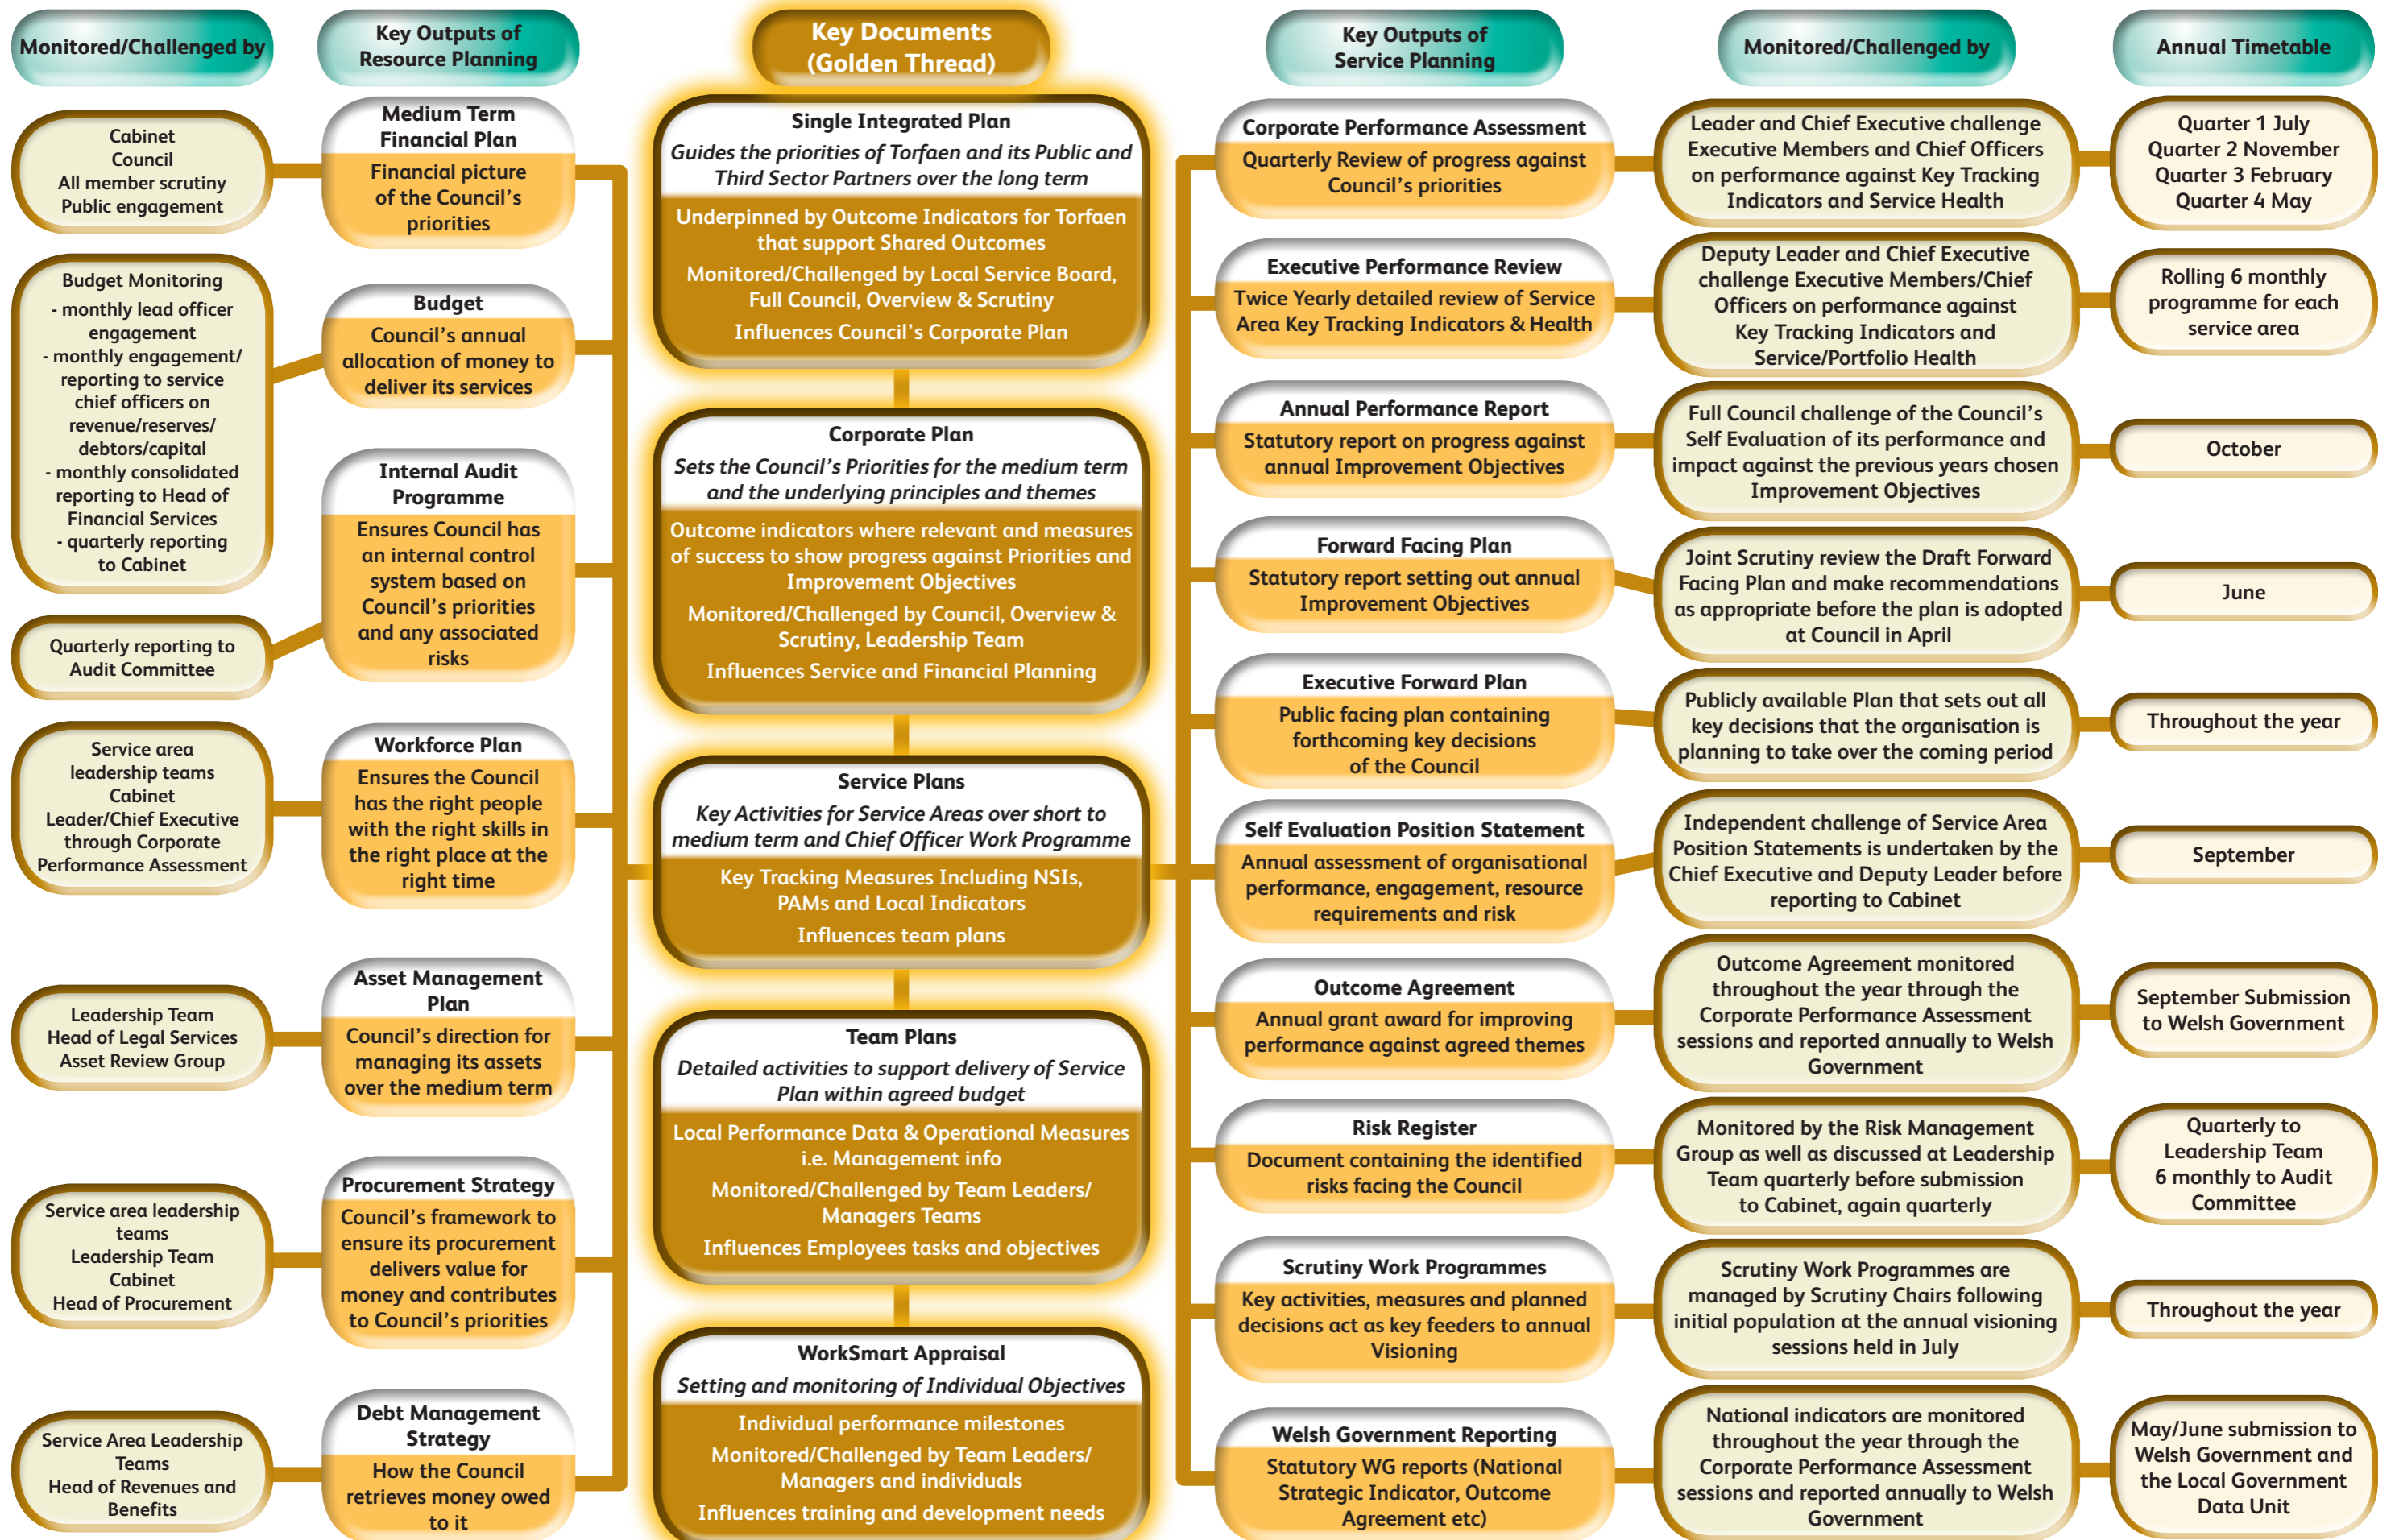 Monitored/Challenged by
Cabinet
Council
All member scrutiny
Public engagement
Budget Monitoring
- monthly lead officer
engagement
- monthly engagement/
reporting to service
chief officers on
revenue/reserves/
debtors/capital
- monthly consolidated
reporting to Head of
Financial Services
- quarterly reporting
to Cabinet
Quarterly reporting to
Audit Committee
Service area
leadership teams
Cabinet
Leader/Chief Executive
through Corporate
Performance Assessment
Leadership Team
Head of Legal Services
Asset Review Group
Service area leadership
teams
Leadership Team
Cabinet
Head of Procurement
Service Area Leadership
Teams
Head of Revenues and
Benefits
Key Outputs of
Resource Planning
Medium Term
Financial Plan
Financial picture
of the Council's
priorities
Budget
Council's annual
allocation of money to
deliver its services
Internal Audit
Programme
Ensures Council has
an internal control
system based on
Council's priorities
and any associated
risks
Workforce Plan
Ensures the Council
has the right people
with the right skills in
the right place at the
right time
Asset Management
Plan
Council's direction for
managing its assets
over the medium term
Procurement Strategy
Council's framework to
ensure its procurement
delivers value for
money and contributes
to Council's priorities
Debt Management
Strategy
How the Council
retrieves money owed
to it
Key Documents
(Golden Thread)
Single Integrated Plan
Guides the priorities of Torfaen and its Public and
Third Sector Partners over the long term
Underpinned by Outcome Indicators for Torfaen
that support Shared Outcomes
Monitored/Challenged by Local Service Board,
Full Council, Overview & Scrutiny
Influences Council's Corporate Plan
Corporate Plan
Sets the Council's Priorities for the medium term
and the underlying principles and themes
Outcome indicators where relevant and measures
of success to show progress against Priorities and
Improvement Objectives
Monitored/Challenged by Council, Overview &
Scrutiny, Leadership Team
Influences Service and Financial Planning
Service Plans
Key Activities for Service Areas over short to
medium term and Chief Officer Work Programme
Key Tracking Measures Including NSIs,
PAMs and Local Indicators
Influences team plans
Team Plans
Detailed activities to support delivery of Service
Plan within agreed budget
Local Performance Data & Operational Measures
i.e. Management info
Monitored/Challenged by Team Leaders/
Managers Teams
Influences Employees tasks and objectives
WorkSmart Appraisal
Setting and monitoring of Individual Objectives
Individual performance milestones
Monitored/Challenged by Team Leaders/
Managers and individuals
Influences training and development needs
Key Outputs of
Service Planning
Corporate Performance Assessment
Quarterly Review of progress against
Council's priorities
Executive Performance Review
Twice Yearly detailed review of Service
Area Key Tracking Indicators & Health
Annual Performance Report
Statutory report on progress against
annual Improvement Objectives
Forward Facing Plan
Statutory report setting out annual
Improvement Objectives
Executive Forward Plan
Public facing plan containing
forthcoming key decisions
of the Council
Self Evaluation Position Statement
Annual assessment of organisational
performance, engagement, resource
requirements and risk
Outcome Agreement
Annual grant award for improving
performance against agreed themes
Risk Register
Document containing the identified
risks facing the Council
Scrutiny Work Programmes
Key activities, measures and planned
decisions act as key feeders to annual
Visioning
Welsh Government Reporting
Statutory WG reports (National
Strategic Indicator, Outcome
Agreement etc)
Monitored/Challenged by
Leader and Chief Executive challenge
Executive Members and Chief Officers
on performance against Key Tracking
Indicators and Service Health
Deputy Leader and Chief Executive
challenge Executive Members/Chief
Officers on performance against
Key Tracking Indicators and
Service/Portfolio Health
Full Council challenge of the Council's
Self Evaluation of its performance and
impact against the previous years chosen
Improvement Objectives
Joint Scrutiny review the Draft Forward
Facing Plan and make recommendations
as appropriate before the plan is adopted
at Council in April
Publicly available Plan that sets out all
key decisions that the organisation is
planning to take over the coming period
Independent challenge of Service Area
Position Statements is undertaken by the
Chief Executive and Deputy Leader before
reporting to Cabinet
Outcome Agreement monitored
throughout the year through the
Corporate Performance Assessment
sessions and reported annually to Welsh
Government
Monitored by the Risk Management
Group as well as discussed at Leadership
Team quarterly before submission
to Cabinet, again quarterly
Scrutiny Work Programmes are
managed by Scrutiny Chairs following
initial population at the annual visioning
sessions held in July
National indicators are monitored
throughout the year through the
Corporate Performance Assessment
sessions and reported annually to Welsh
Government
Annual Timetable
Quarter 1 July
Quarter 2 November
Quarter 3 February
Quarter 4 May
Rolling 6 monthly
programme for each
service area
October
June
Throughout the year
September
September Submission
to Welsh Government
Quarterly to
Leadership Team
6 monthly to Audit
Committee
Throughout the year
May/June submission to
Welsh Government and
the Local Government
Data Unit